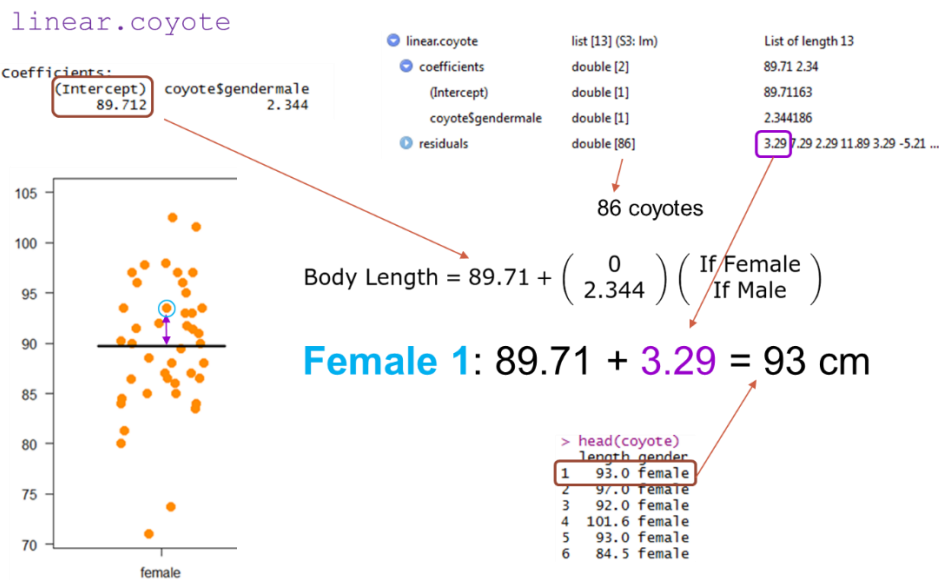 linear.coyote
Coefficients:
(Intercept) coyote$gendermale
89.712 2.344
linear.coyote list [13] (S3: lm) List of length 13
coefficients double [2] 89.71 2.34
(Intercept) double [1] 89.71163
coyote$gendermale double [1] 2.344186
residuals double [86] 3.29 7.29 2.29 11.89 3.29 -5.21 ...
86 coyotes
Body Length = 89.71 + ( 0 ) ( If Female )
( 2.344 ) ( If Male )
Female 1: 89.71 + 3.29 = 93 cm
105
100
95
90
85
80
75
70
female
> head(coyote)
length gender
1 93.0 female
2 97.0 female
3 92.0 female
4 101.6 female
5 93.0 female
6 84.5 female